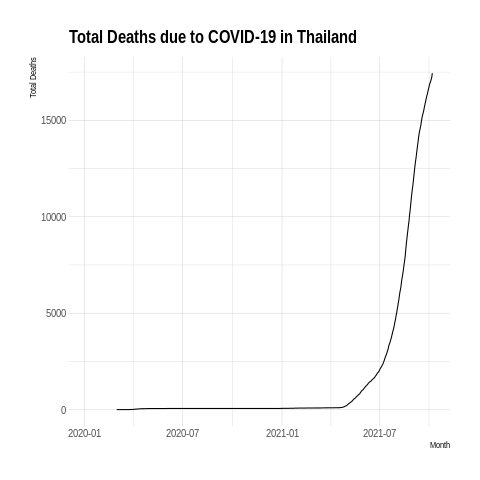 Total Deaths due to COVID-19 in Thailand
Total Deaths
15000
10000
5000
0
2020-01 2020-07 2021-01 2021-07
Month